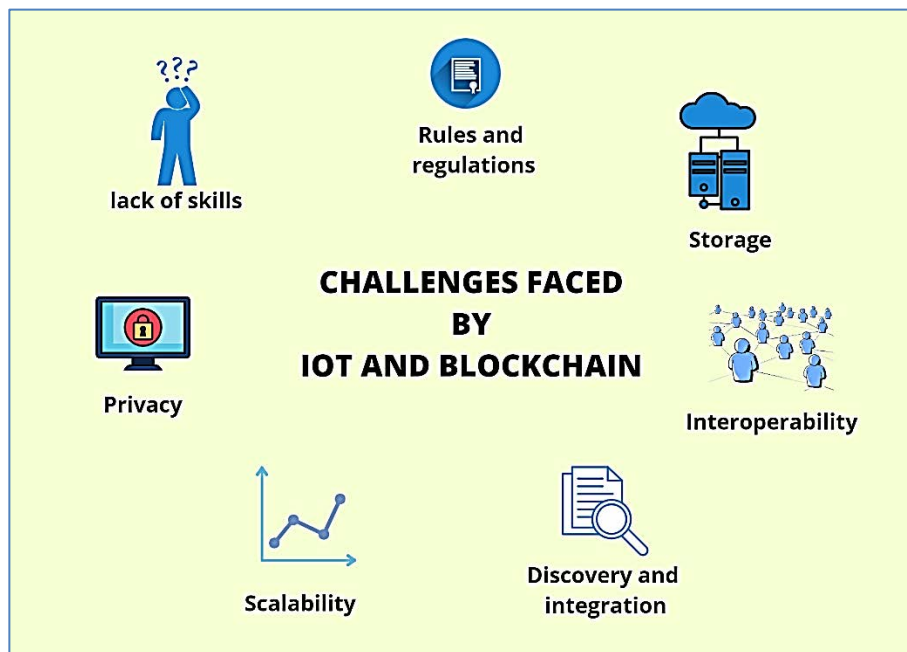 ???
lack of skills
Rules and
regulations
Storage
CHALLENGES FACED
BY
IOT AND BLOCKCHAIN
Privacy
Interoperability
Scalability
Discovery and
integration